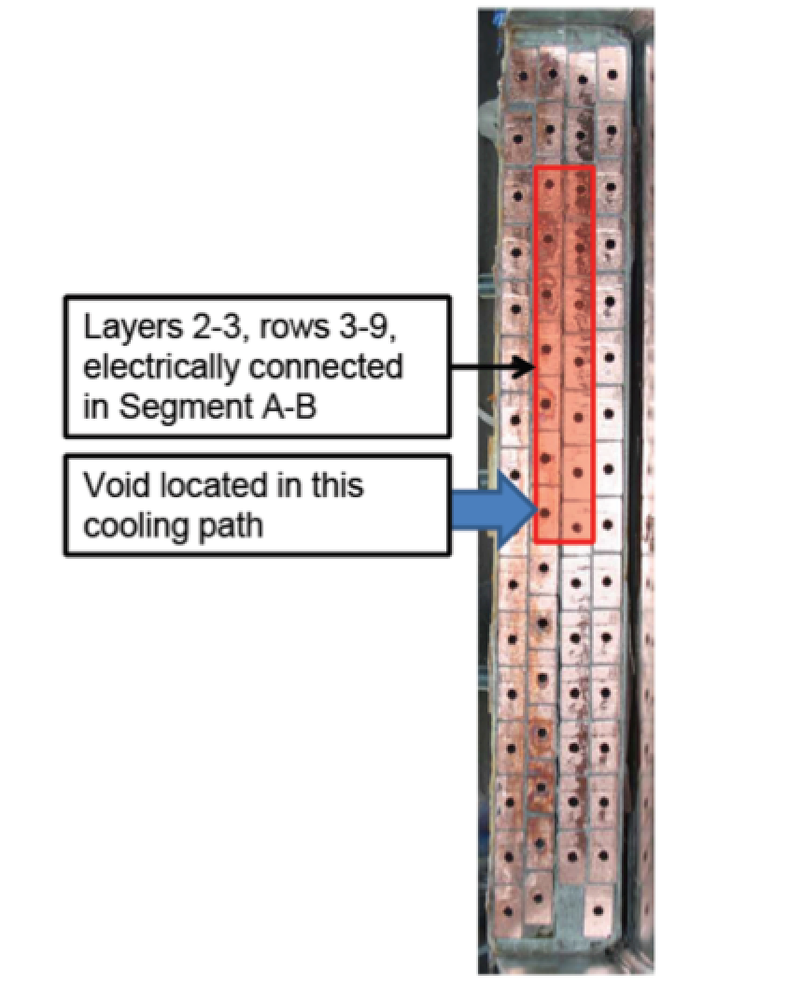 Layers 2-3, rows 3-9,
electrically connected
in Segment A-B
Void located in this
cooling path